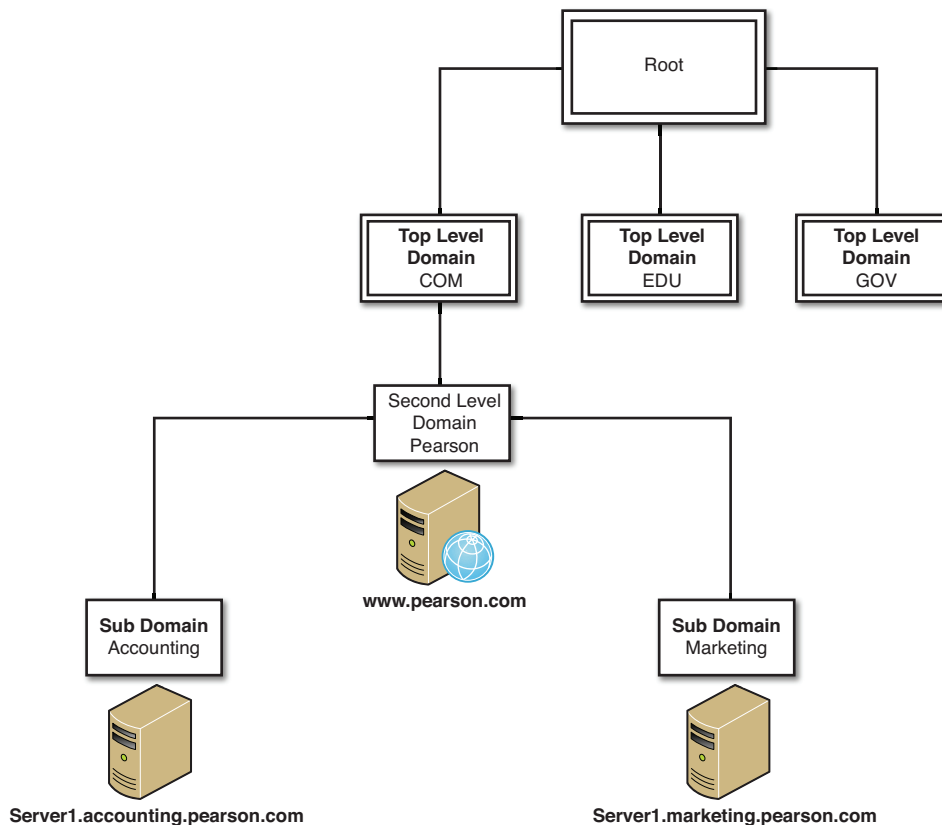 Root
Top Level
Domain
COM
Top Level
Domain
EDU
Top Level
Domain
GOV
Second Level
Domain
Pearson
www.pearson.com
Sub Domain
Accounting
Sub Domain
Marketing
Server1.accounting.pearson.com
Server1.marketing.pearson.com